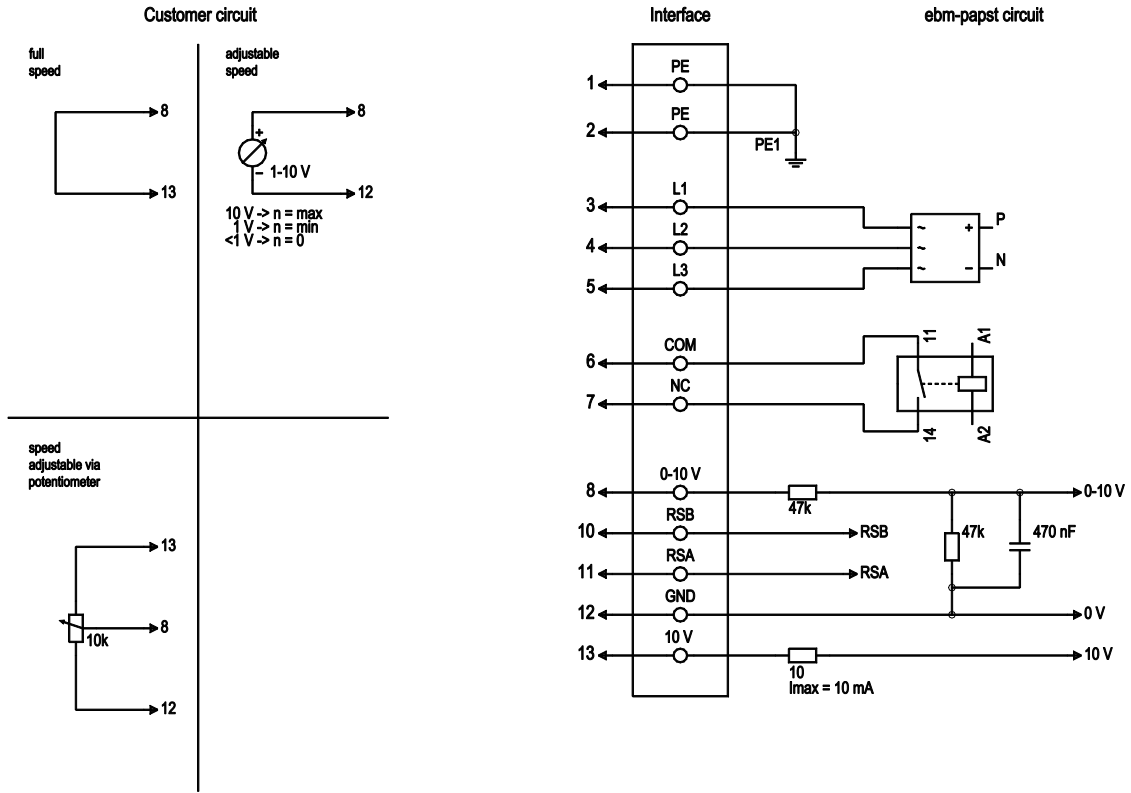 Customer circuit
Interface
ebm-papst circuit
full
speed
8
13
adjustable
speed
8
+
–
1-10 V
12
10 V -> n = max
1 V -> n = min
<1 V -> n = 0
speed
adjustable via
potentiometer
13
8
10k
12
1
PE
2
PE
PE1
3
L1
4
L2
5
L3
~
~
~
+
–
P
N
6
COM
7
NC
11
14
A1
A2
8
0-10 V
47k
0-10 V
10
RSB
RSB
47k
470 nF
11
RSA
RSA
12
GND
0 V
13
10 V
10 V
10
Imax = 10 mA